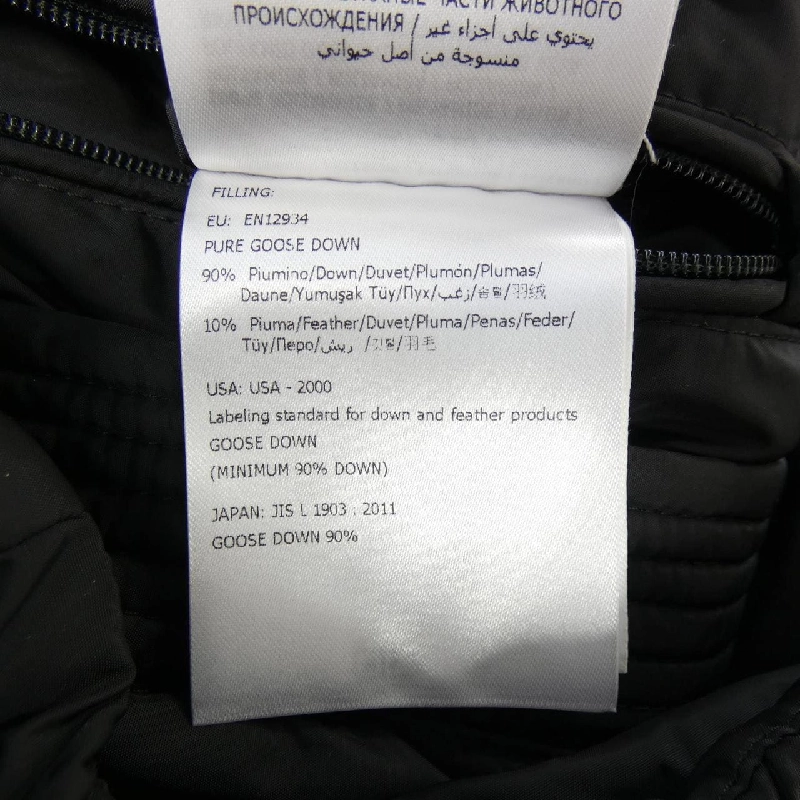 ЧАСТИ ЖИВОТНОГО
ПРОИСХОЖДЕНИЯ / يحتوي على أجزاء غير
منسوجة من أصل حيواني
FILLING:
EU: EN12934
PURE GOOSE DOWN
90% Piumino/Down/Duvet/Plumón/Plumas/
Daune/Yumuşak Tüy/Пух/زغب/솜털/羽绒
10% Piuma/Feather/Duvet/Pluma/Penas/Feder/
Tüy/Перо/ريش /깃털/羽毛
USA: USA - 2000
Labeling standard for down and feather products
GOOSE DOWN
(MINIMUM 90% DOWN)
JAPAN: JIS L 1903 : 2011
GOOSE DOWN 90%